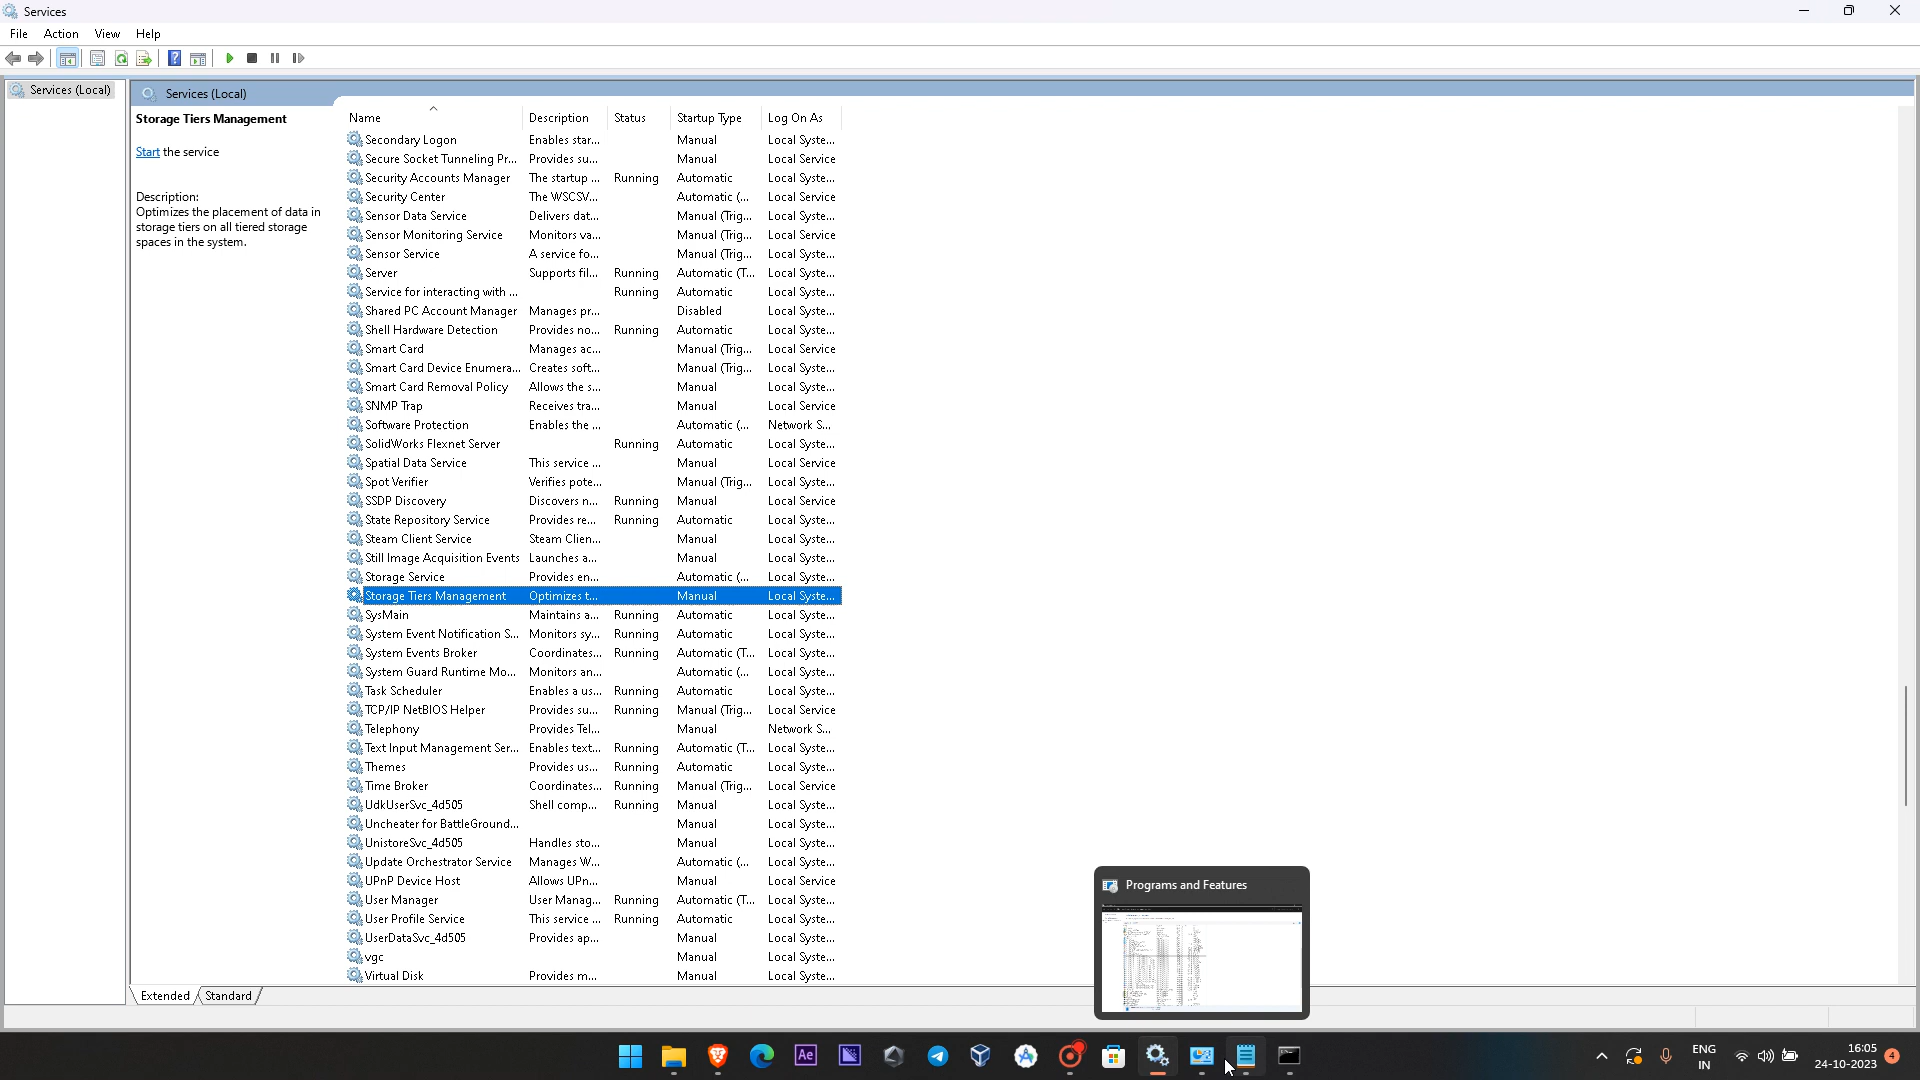 Services
File Action View Help
Services (Local)
Services (Local)
Storage Tiers Management
Start the service
Description:
Optimizes the placement of data in
storage tiers on all tiered storage
spaces in the system.
Name Description Status Startup Type Log On As
Secondary Logon Enables star... Manual Local Syste...
Secure Socket Tunneling Pr... Provides su... Manual Local Service
Security Accounts Manager The startup ... Running Automatic Local Syste...
Security Center The WSCSV... Automatic (... Local Service
Sensor Data Service Delivers dat... Manual (Trig... Local Syste...
Sensor Monitoring Service Monitors va... Manual (Trig... Local Service
Sensor Service A service fo... Manual (Trig... Local Syste...
Server Supports fil... Running Automatic (T... Local Syste...
Service for interacting with ... Running Automatic Local Syste...
Shared PC Account Manager Manages pr... Disabled Local Syste...
Shell Hardware Detection Provides no... Running Automatic Local Syste...
Smart Card Manages ac... Manual (Trig... Local Service
Smart Card Device Enumera... Creates soft... Manual (Trig... Local Syste...
Smart Card Removal Policy Allows the s... Manual Local Syste...
SNMP Trap Receives tra... Manual Local Service
Software Protection Enables the ... Automatic (... Network S...
SolidWorks Flexnet Server Running Automatic Local Syste...
Spatial Data Service This service ... Manual Local Service
Spot Verifier Verifies pote... Manual (Trig... Local Syste...
SSDP Discovery Discovers n... Running Manual Local Service
State Repository Service Provides re... Running Automatic Local Syste...
Steam Client Service Steam Clien... Manual Local Syste...
Still Image Acquisition Events Launches a... Manual Local Syste...
Storage Service Provides en... Automatic (... Local Syste...
Storage Tiers Management Optimizes t... Manual Local Syste...
SysMain Maintains a... Running Automatic Local Syste...
System Event Notification S... Monitors sy... Running Automatic Local Syste...
System Events Broker Coordinates... Running Automatic (T... Local Syste...
System Guard Runtime Mo... Monitors an... Automatic (... Local Syste...
Task Scheduler Enables a us... Running Automatic Local Syste...
TCP/IP NetBIOS Helper Provides su... Running Manual (Trig... Local Service
Telephony Provides Tel... Manual Network S...
Text Input Management Ser... Enables text... Running Automatic (T... Local Syste...
Themes Provides us... Running Automatic Local Syste...
Time Broker Coordinates... Running Manual (Trig... Local Service
UdkUserSvc_4d505 Shell comp... Running Manual Local Syste...
Uncheater for BattleGround... Manual Local Syste...
UnistoreSvc_4d505 Handles sto... Manual Local Syste...
Update Orchestrator Service Manages W... Automatic (... Local Syste...
UPnP Device Host Allows UPn... Manual Local Service
User Manager User Manag... Running Automatic (T... Local Syste...
User Profile Service This service ... Running Automatic Local Syste...
UserDataSvc_4d505 Provides ap... Manual Local Syste...
vgc Manual Local Syste...
Virtual Disk Provides m... Manual Local Syste...
Extended Standard
Programs and Features
Ae
ENG
IN
16:05
24-10-2023
4